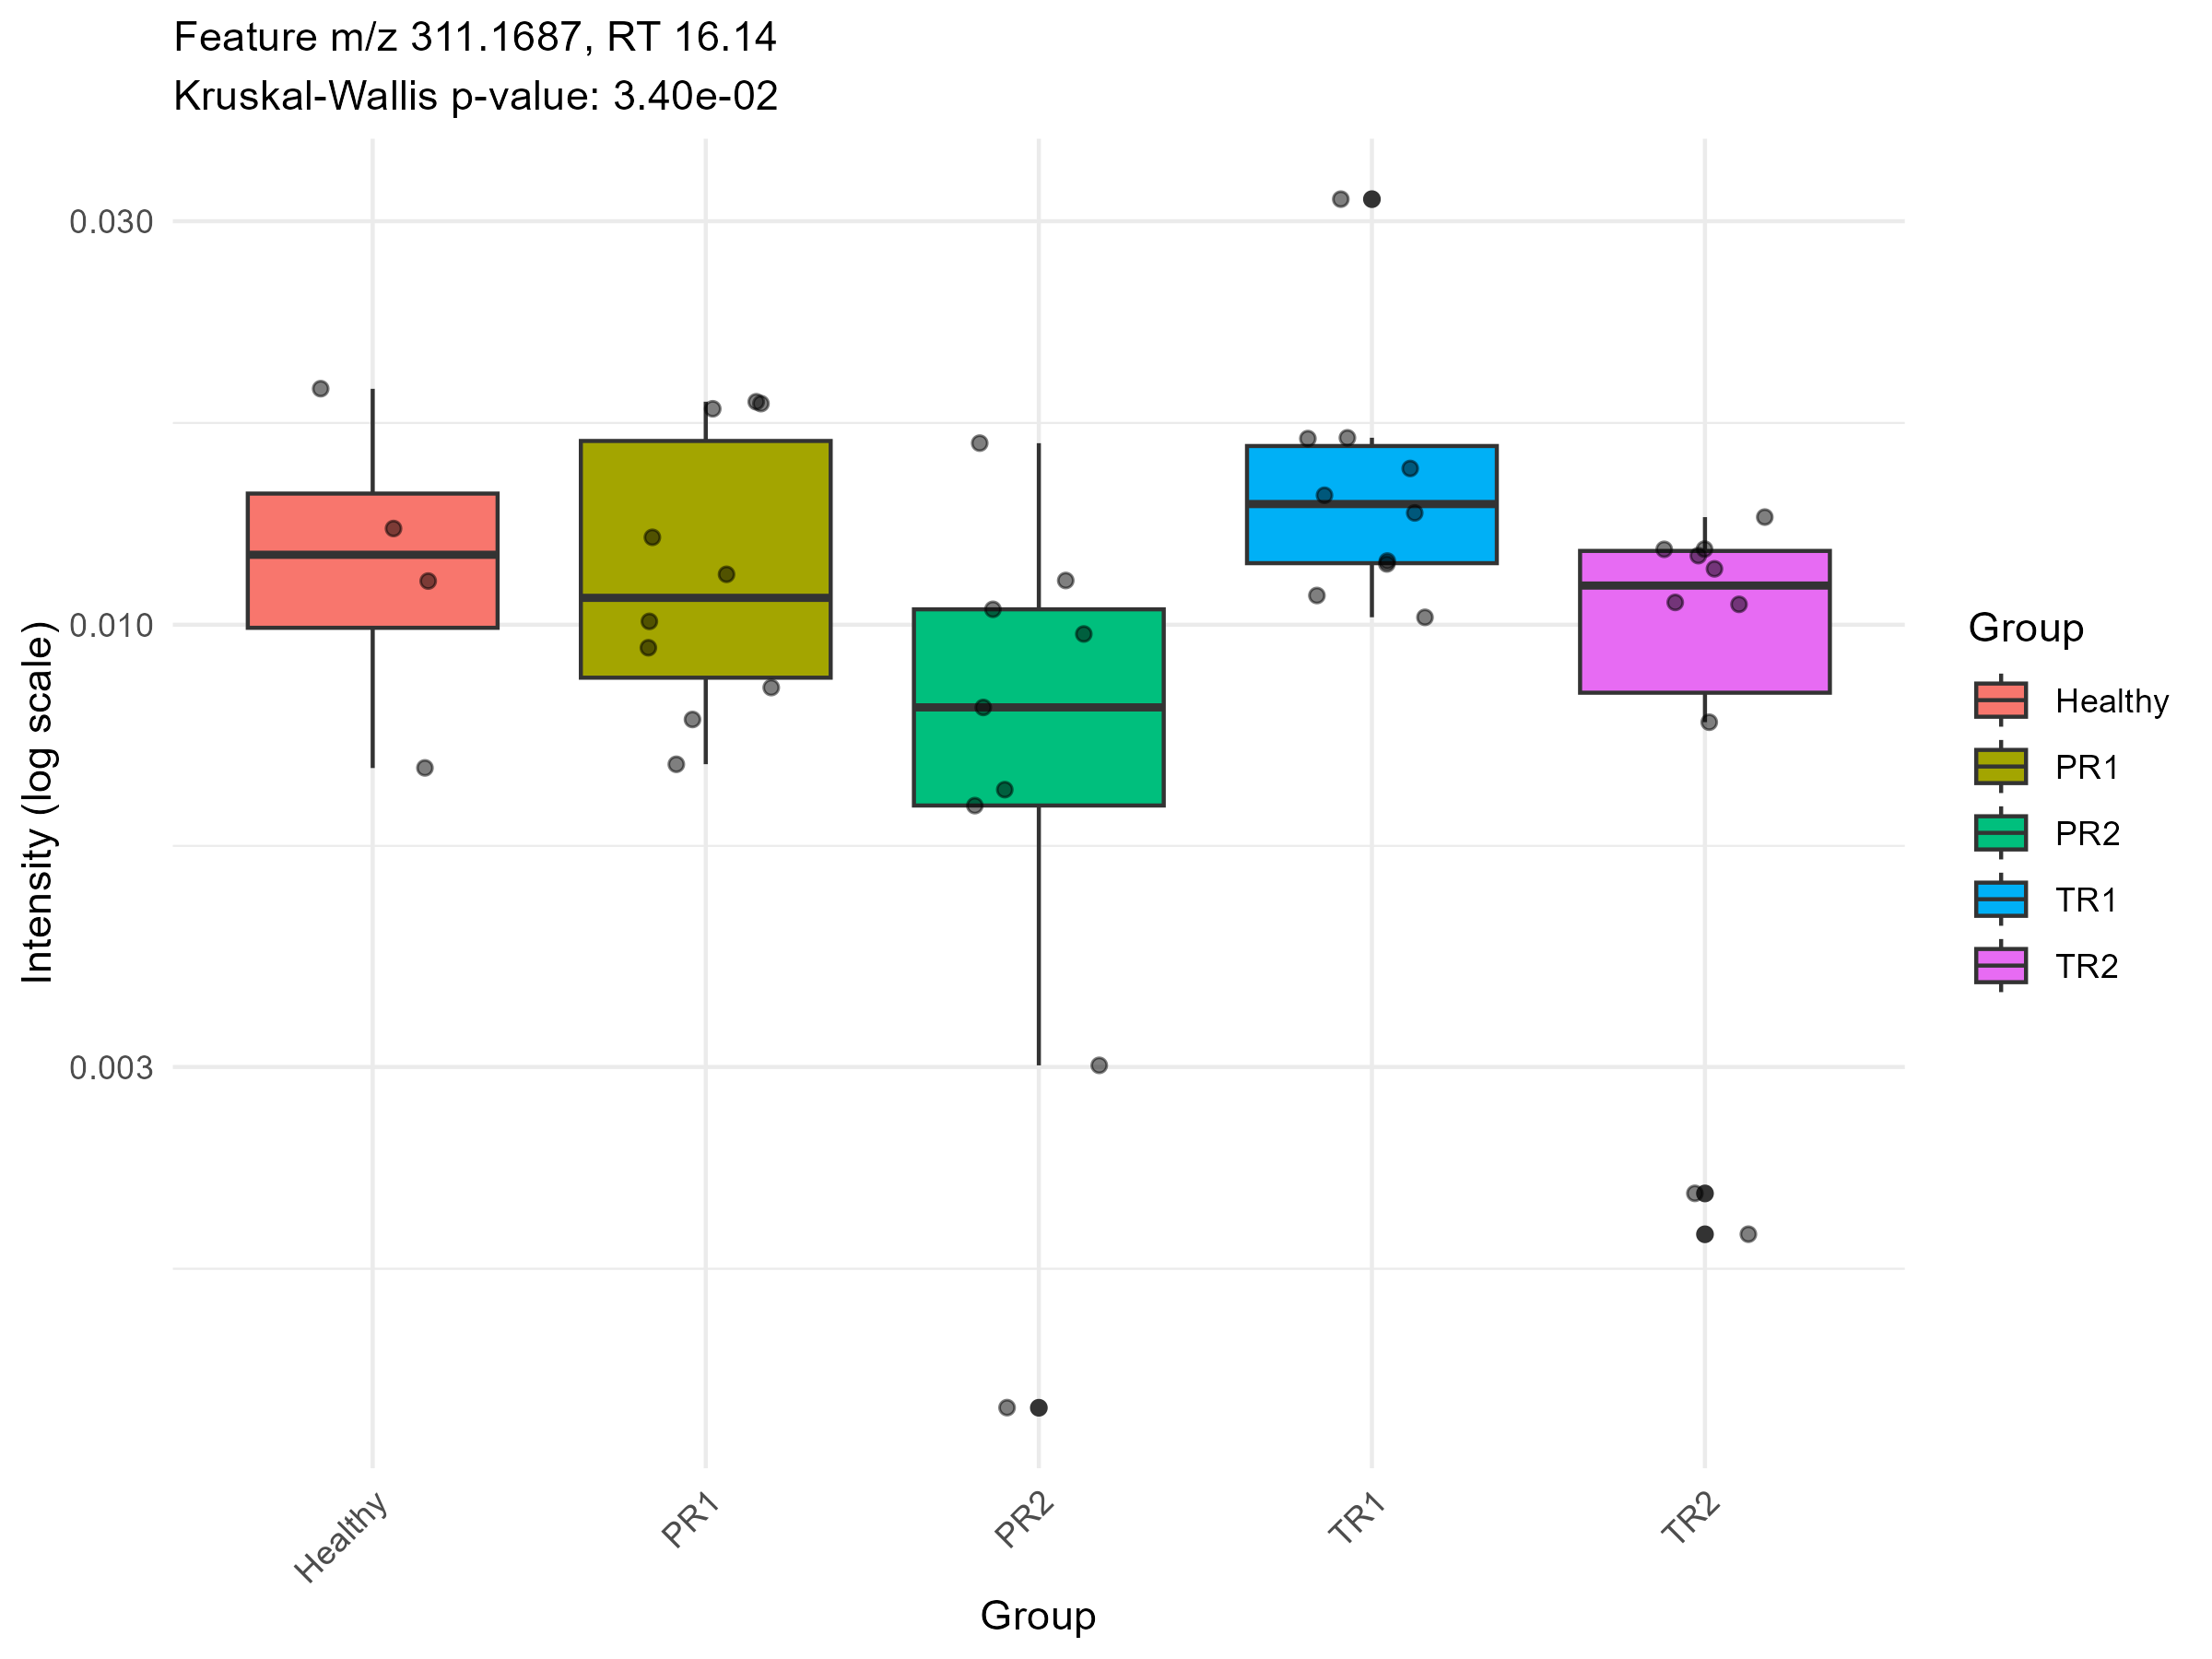 Feature m/z 311.1687, RT 16.14
Kruskal-Wallis p-value: 3.40e-02
0.030
0.010
0.003
Intensity (log scale)
Healthy
PR1
PR2
TR1
TR2
Group
Group
Healthy
PR1
PR2
TR1
TR2